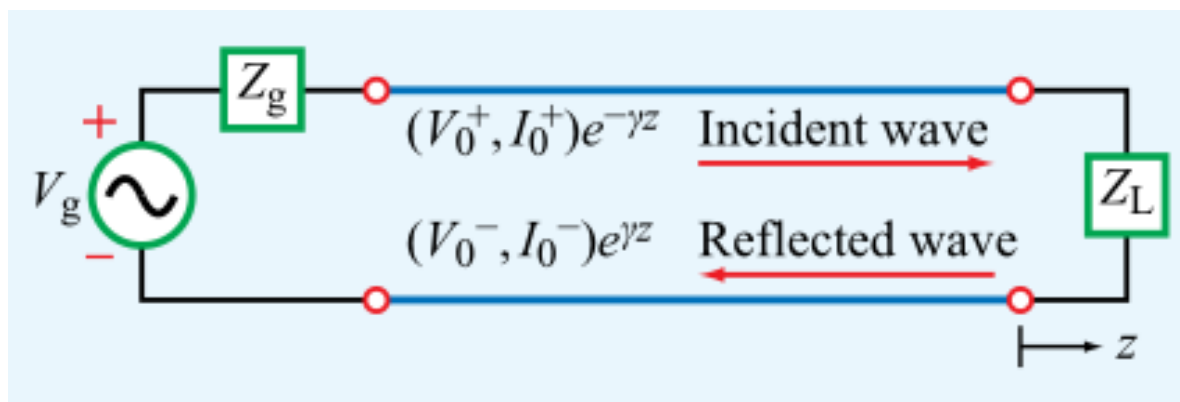 Z_g
+
(V_0^+, I_0^+)e^{-γz} Incident wave
V_g
Z_L
(V_0^-, I_0^-)e^{γz} Reflected wave
−
z